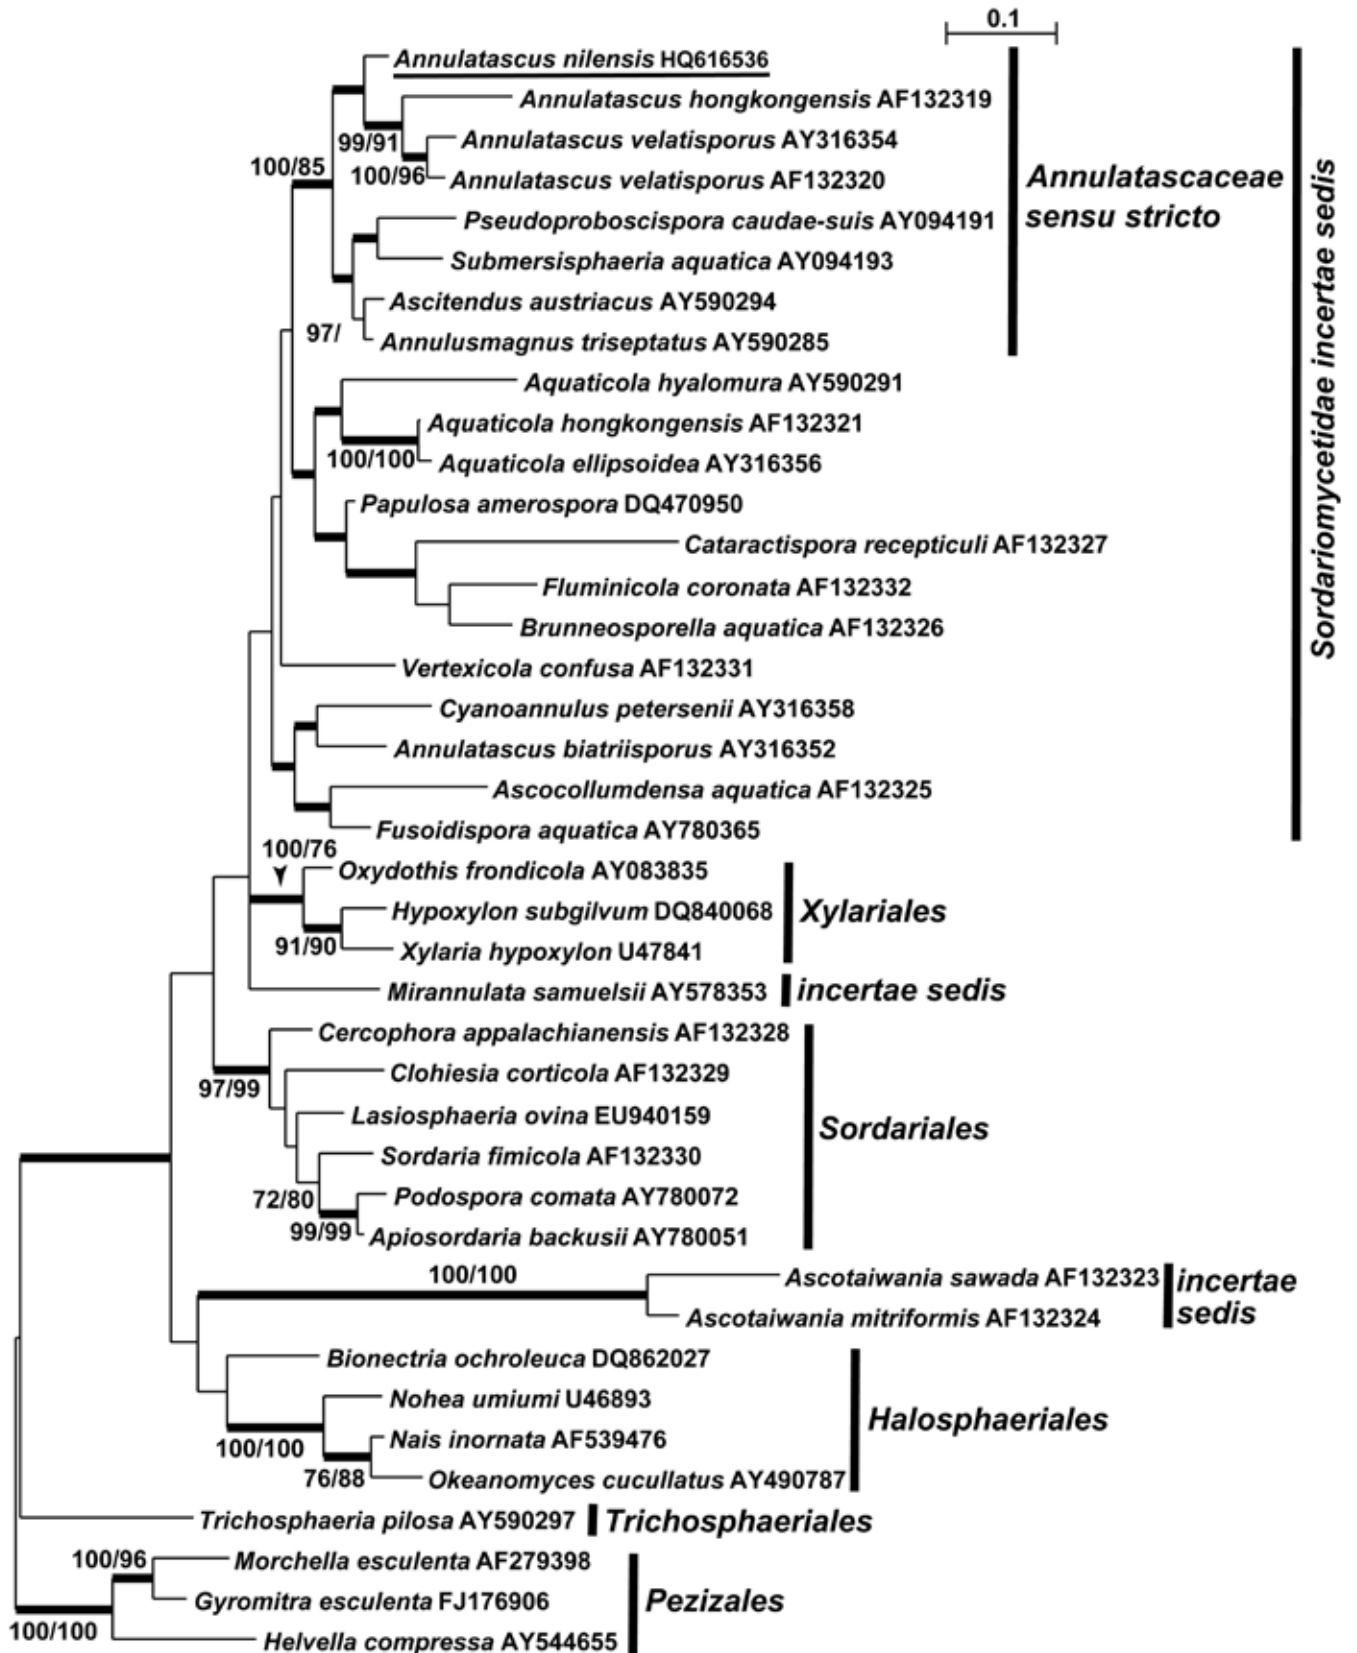 0.1
Annulatascus nilensis HQ616536
Annulatascus hongkongensis AF132319
99/91
Annulatascus velatisporus AY316354
100/85
100/96
Annulatascus velatisporus AF132320
Annulatascaceae
sensu stricto
Pseudoproboscispora caudae-suis AY094191
Submersisphaeria aquatica AY094193
Ascitendus austriacus AY590294
97/
Annulusmagnus triseptatus AY590285
Sordariomycetidae incertae sedis
Aquaticola hyalomura AY590291
Aquaticola hongkongensis AF132321
100/100
Aquaticola ellipsoidea AY316356
Papulosa amerospora DQ470950
Cataractispora recepticuli AF132327
Fluminicola coronata AF132332
Brunneosporella aquatica AF132326
Vertexicola confusa AF132331
Cyanoannulus petersenii AY316358
Annulatascus biatriisporus AY316352
Ascocollumdensa aquatica AF132325
Fusoidispora aquatica AY780365
100/76
Oxydothis frondicola AY083835
Hypoxylon subgilvum DQ840068
Xylariales
91/90
Xylaria hypoxylon U47841
Mirannulata samuelsii AY578353
incertae sedis
Cercophora appalachianensis AF132328
97/99
Clohiesia corticola AF132329
Lasiosphaeria ovina EU940159
Sordariales
Sordaria fimicola AF132330
72/80
Podospora comata AY780072
99/99
Apiosordaria backusii AY780051
100/100
Ascotaiwania sawada AF132323
incertae
sedis
Ascotaiwania mitriformis AF132324
Bionectria ochroleuca DQ862027
Nohea umiumi U46893
Halosphaeriales
100/100
Nais inornata AF539476
76/88
Okeanomyces cucullatus AY490787
Trichosphaeria pilosa AY590297
Trichosphaeriales
100/96
Morchella esculenta AF279398
Gyromitra esculenta FJ176906
Pezizales
100/100
Helvella compressa AY544655